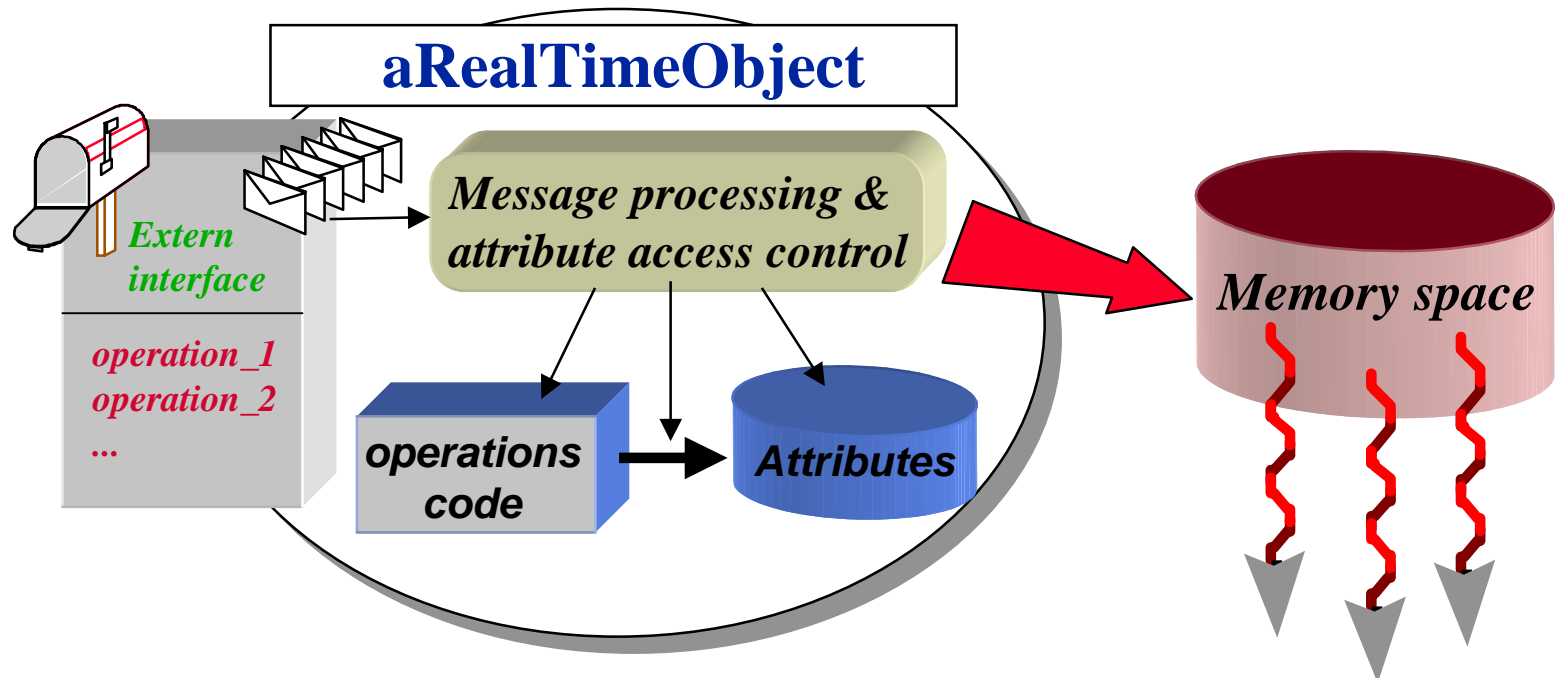 aRealTimeObject
Extern
interface
operation_1
operation_2
...
Message processing &
attribute access control
operations
code
Attributes
Memory space